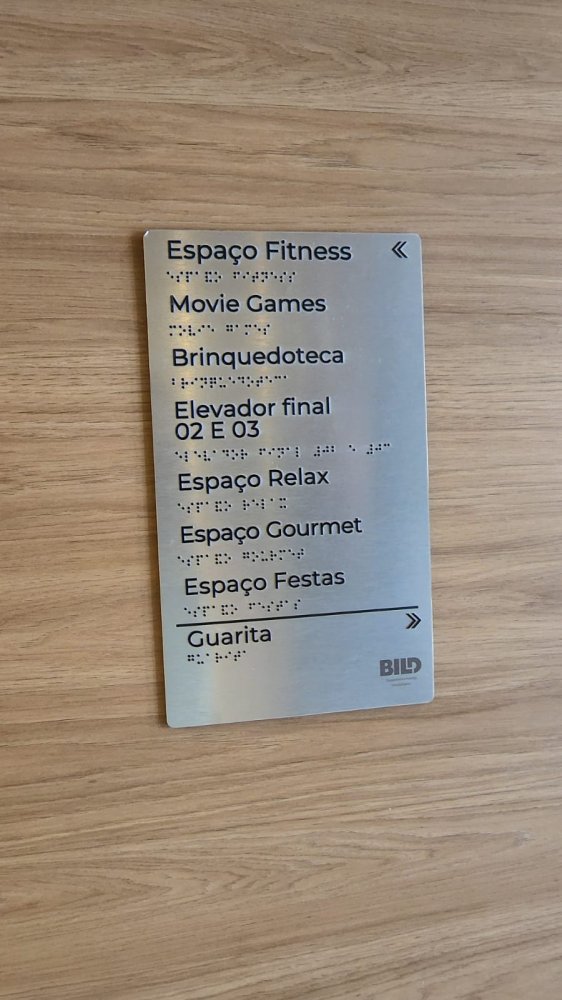 Espaço Fitness «
Movie Games
Brinquedoteca
Elevador final
02 E 03
Espaço Relax
Espaço Gourmet
Espaço Festas
Guarita »
BILD